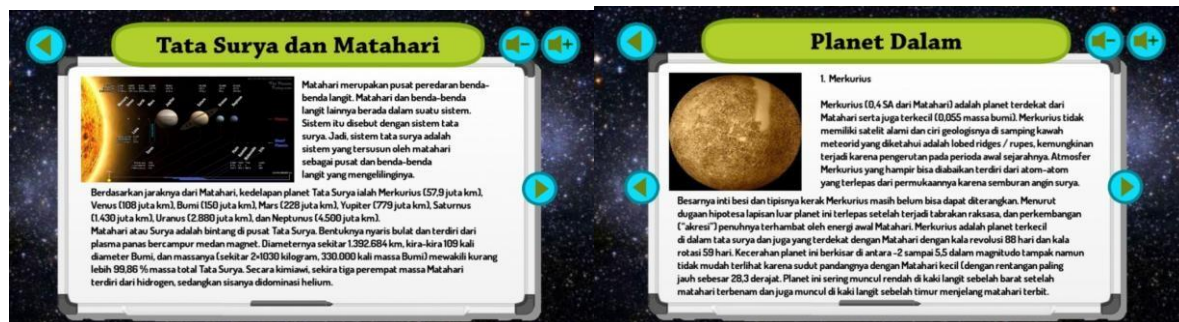 Tata Surya dan Matahari
Matahari merupakan pusat peredaran benda-
benda langit. Matahari dan benda-benda
langit lainnya berada dalam suatu sistem.
Sistem itu disebut dengan sistem tata
surya. Jadi, sistem tata surya adalah
sistem yang tersusun oleh matahari
sebagai pusat dan benda-benda
langit yang mengelilinginya.
Berdasarkan jaraknya dari Matahari, kedelapan planet Tata Surya ialah Merkurius (57,9 juta km),
Venus (108 juta km), Bumi (150 juta km), Mars (228 juta km), Yupiter (779 juta km), Saturnus
(1.430 juta km), Uranus (2.880 juta km), dan Neptunus (4.500 juta km).
Matahari atau Surya adalah bintang di pusat Tata Surya. Bentuknya nyaris bulat dan terdiri dari
plasma panas bercampur medan magnet. Diameternya sekitar 1.392.684 km, kira-kira 109 kali
diameter Bumi, dan massanya (sekitar 2×1030 kilogram, 330.000 kali massa Bumi) mewakili kurang
lebih 99,86 % massa total Tata Surya. Secara kimiawi, sekira tiga perempat massa Matahari
terdiri dari hidrogen, sedangkan sisanya didominasi helium.
Planet Dalam
1. Merkurius
Merkurius (0,4 SA dari Matahari) adalah planet terdekat dari
Matahari serta juga terkecil (0,055 massa bumi). Merkurius tidak
memiliki satelit alami dan ciri geologisnya di samping kawah
meteorid yang diketahui adalah lobed ridges / rupes, kemungkinan
terjadi karena pengerutan pada perioda awal sejarahnya. Atmosfer
Merkurius yang hampir bisa diabaikan terdiri dari atom-atom
yang terlepas dari permukaannya karena semburan angin surya.
Besarnya inti besi dan tipisnya kerak Merkurius masih belum bisa dapat diterangkan. Menurut
dugaan hipotesa lapisan luar planet ini terlepas setelah terjadi tabrakan raksasa, dan perkembangan
("akresi") penuhnya terhambat oleh energi awal Matahari. Merkurius adalah planet terkecil
di dalam tata surya dan juga yang terdekat dengan Matahari dengan kala revolusi 88 hari dan kala
rotasi 59 hari. Kecerahan planet ini berkisar di antara -2 sampai 5,5 dalam magnitudo tampak namun
tidak mudah terlihat karena sudut pandangnya dengan Matahari kecil (dengan rentangan paling
jauh sebesar 28,3 derajat. Planet ini sering muncul rendah di kaki langit sebelah barat setelah
matahari terbenam dan juga muncul di kaki langit sebelah timur menjelang matahari terbit.